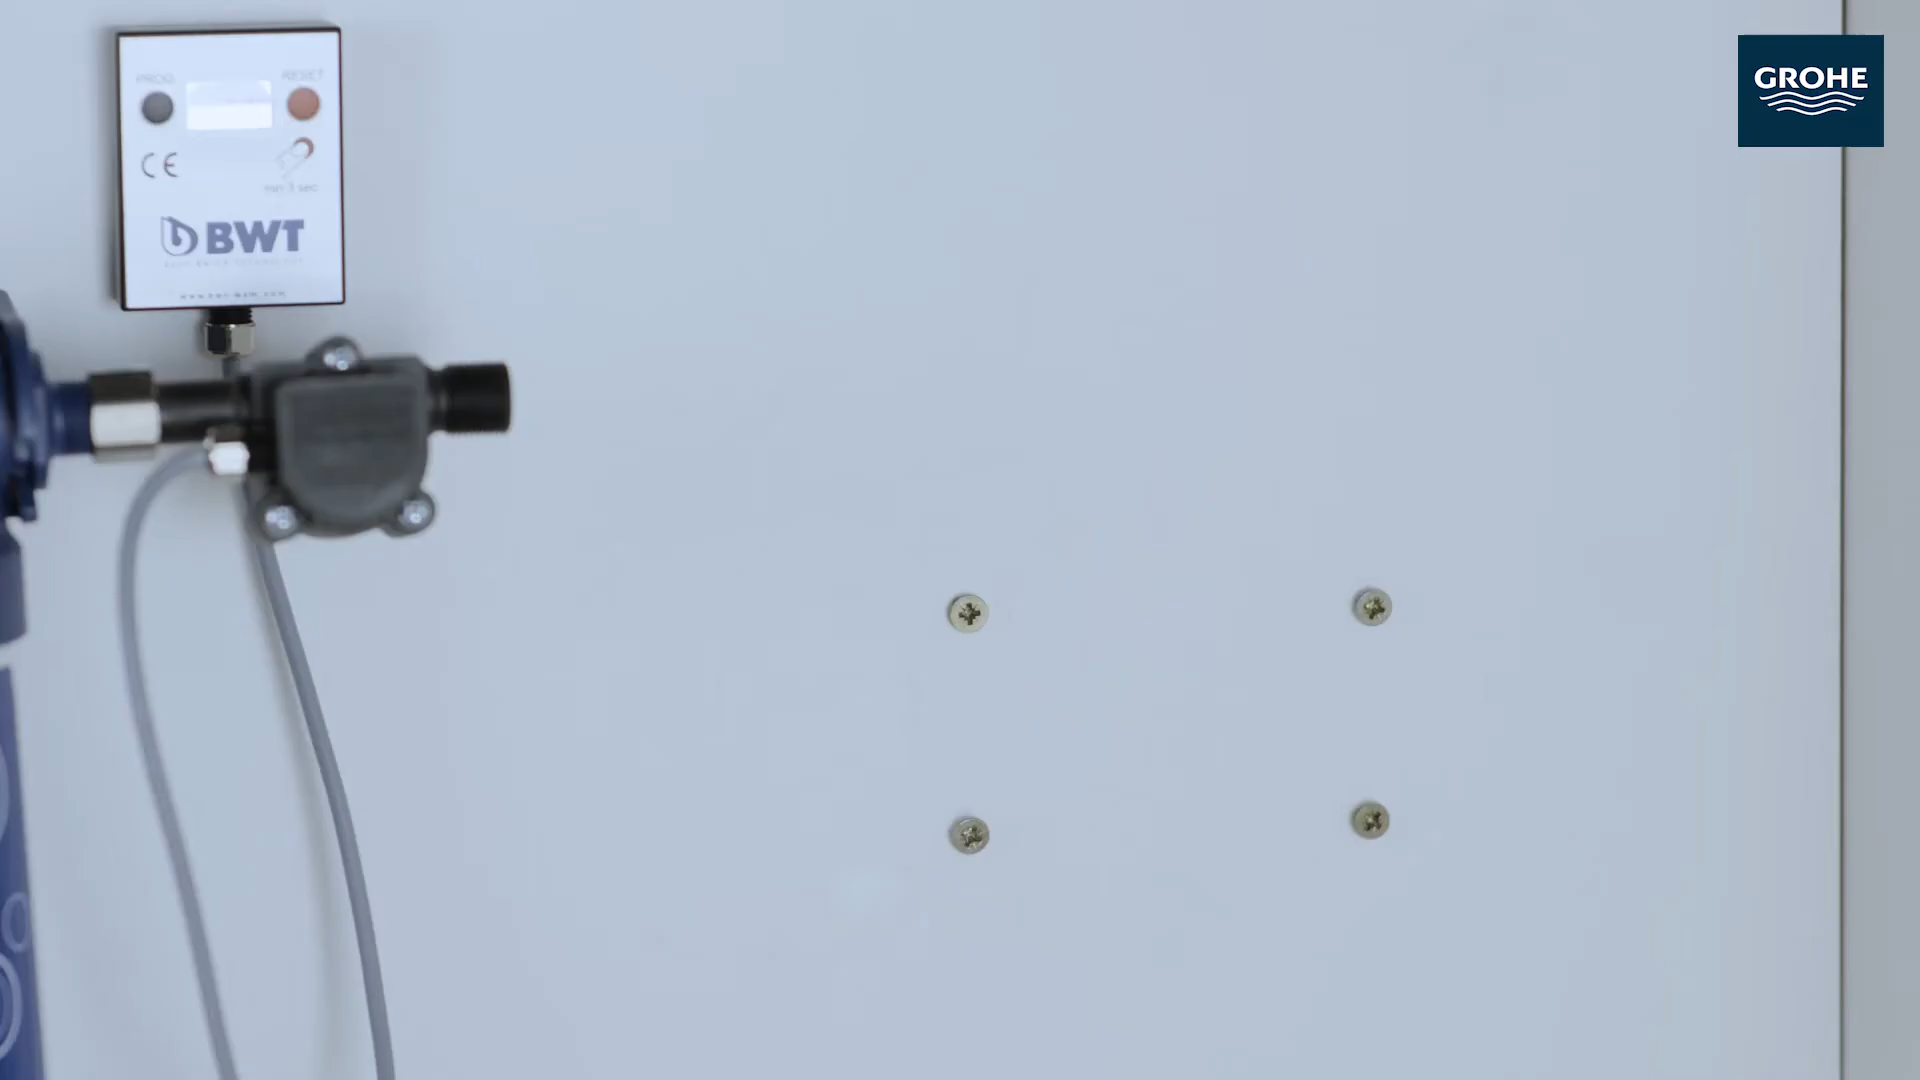 GROHE
PROG
RESET
CE
min 3 sec
BWT